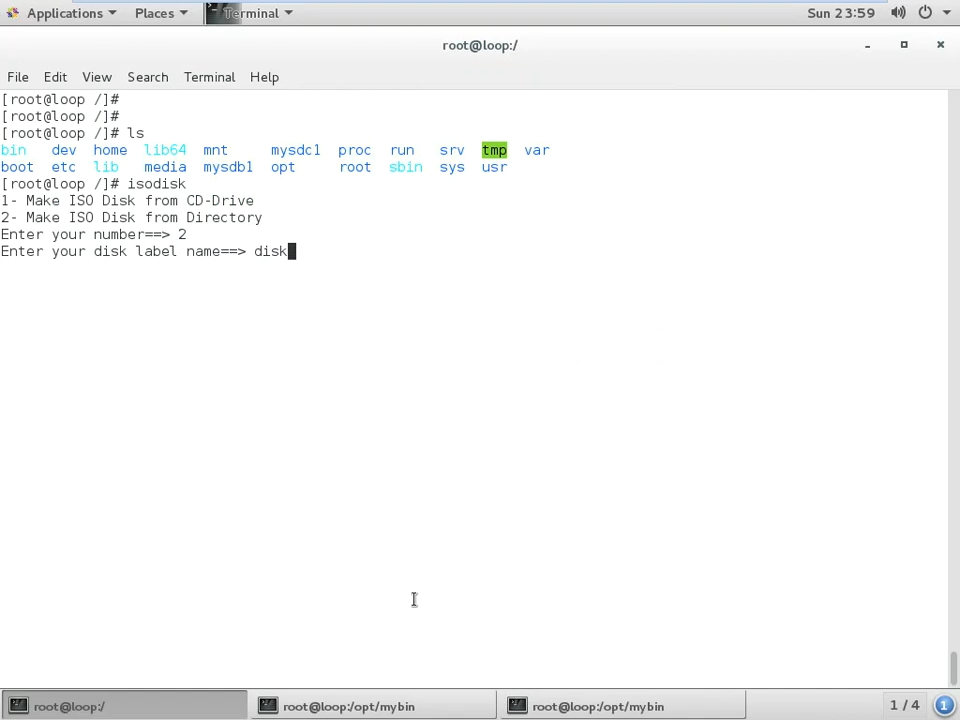 Applications Places Terminal Sun 23:59
root@loop:/
File Edit View Search Terminal Help
[root@loop /]#
[root@loop /]#
[root@loop /]# ls
bin dev home lib64 mnt mysdc1 proc run srv tmp var
boot etc lib media mysdb1 opt root sbin sys usr
[root@loop /]# isodisk
1- Make ISO Disk from CD-Drive
2- Make ISO Disk from Directory
Enter your number==> 2
Enter your disk label name==> disk
root@loop:/ root@loop:/opt/mybin root@loop:/opt/mybin 1 / 4 1